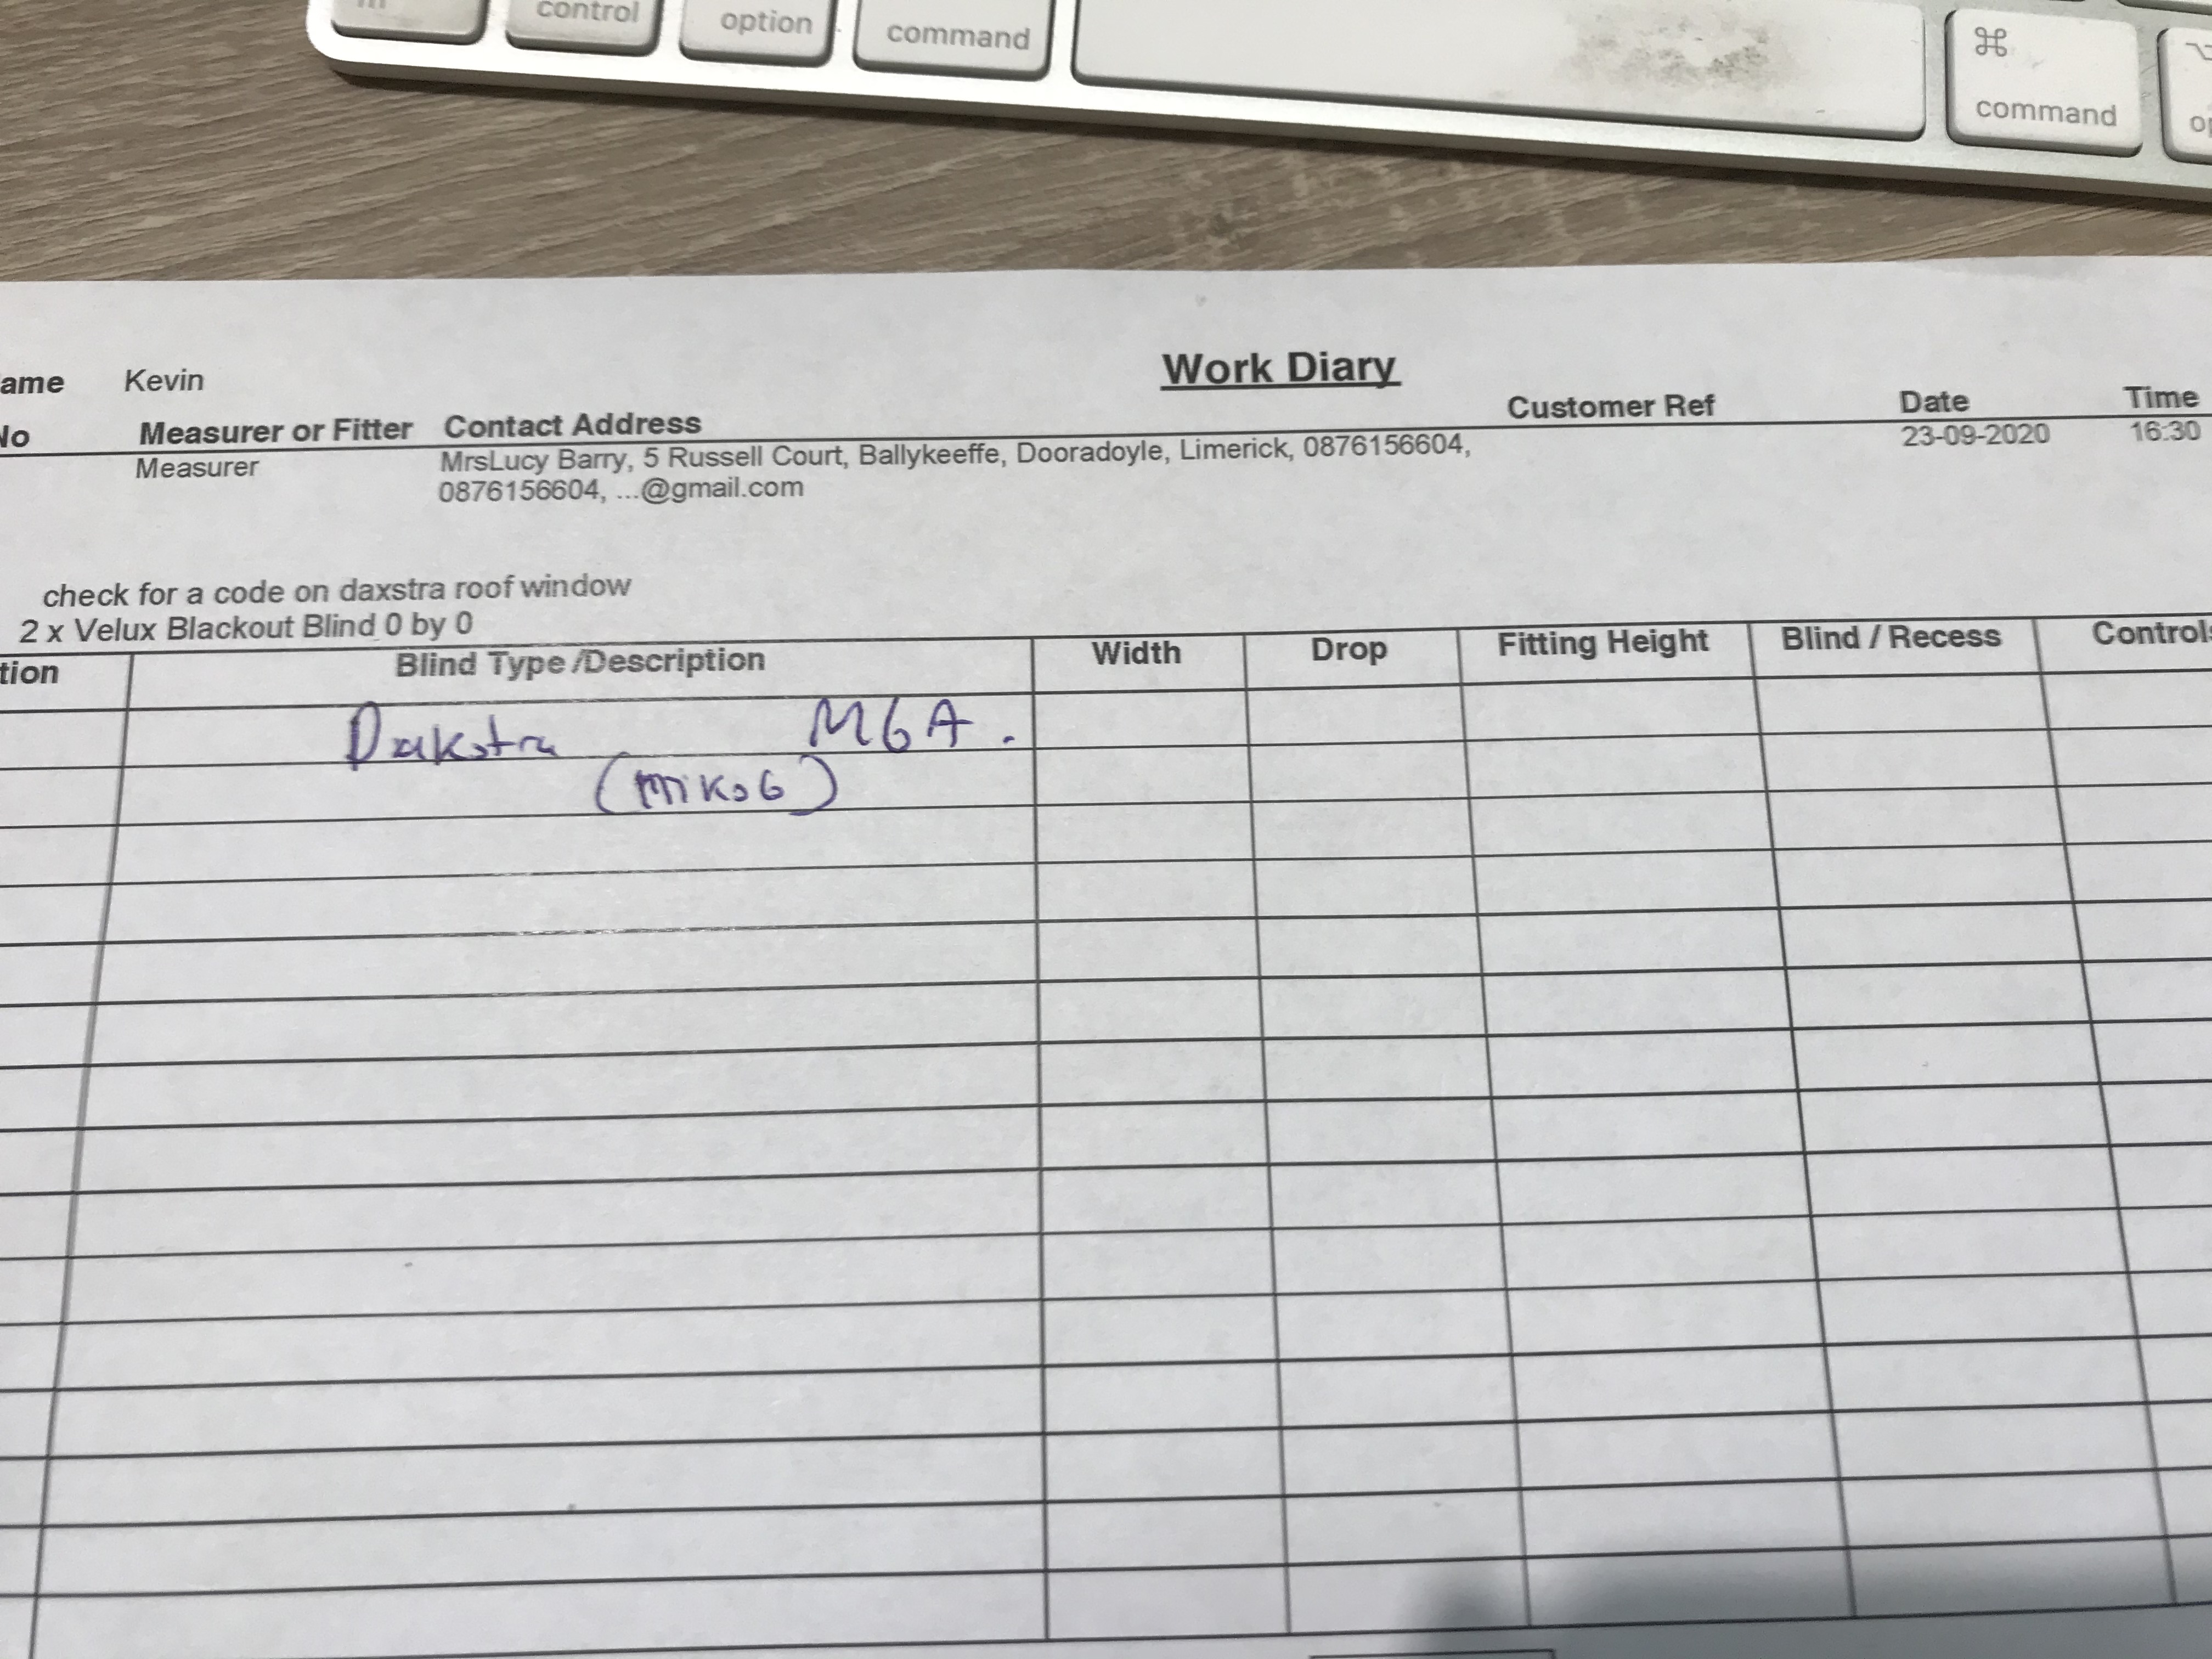 control
option
command
⌘
command
Work Diary
ame Kevin
Customer Ref Date Time
No Measurer or Fitter Contact Address
23-09-2020 16:30
Measurer MrsLucy Barry, 5 Russell Court, Ballykeeffe, Dooradoyle, Limerick, 0876156604,
0876156604, ...@gmail.com
check for a code on daxstra roof window
2 x Velux Blackout Blind 0 by 0
tion Blind Type /Description Width Drop Fitting Height Blind / Recess Controls
Dakstra M6A.
(MK06)